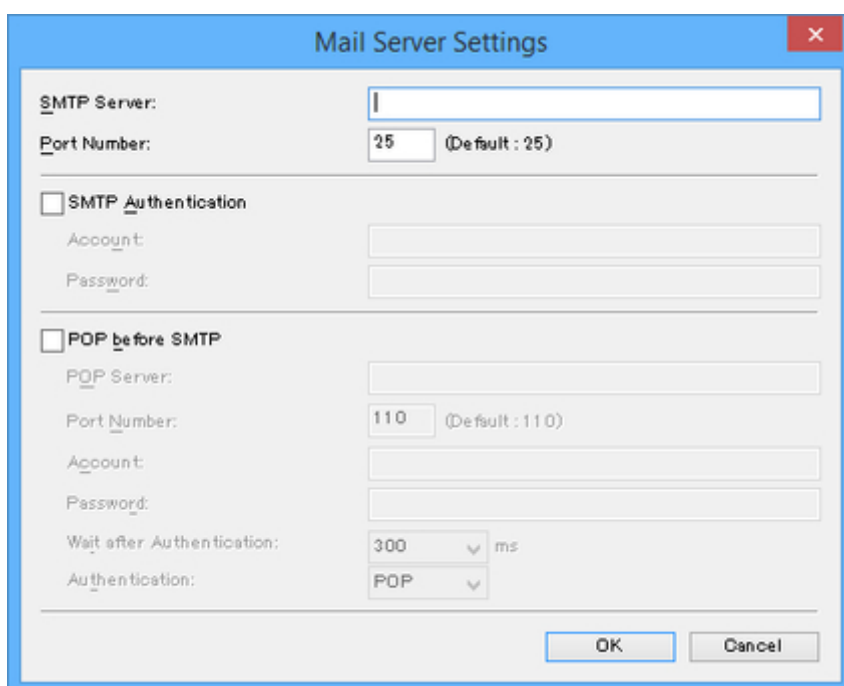 Mail Server Settings
SMTP Server:
Port Number: 25 (Default : 25)
SMTP Authentication
Account:
Password:
POP before SMTP
POP Server:
Port Number: 110 (Default : 110)
Account:
Password:
Wait after Authentication: 300 ms
Authentication: POP
OK Cancel